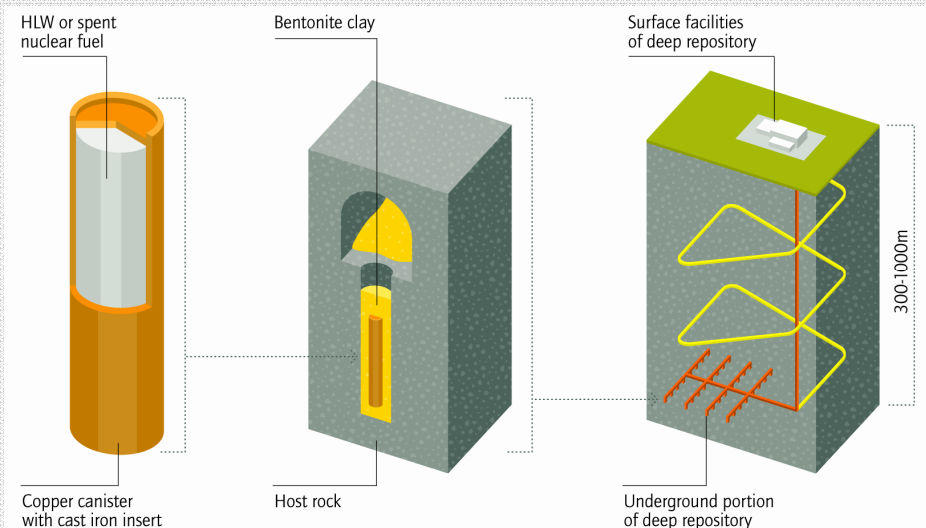 HLW or spent
nuclear fuel
Bentonite clay
Surface facilities
of deep repository
300-1000m
Copper canister
with cast iron insert
Host rock
Underground portion
of deep repository